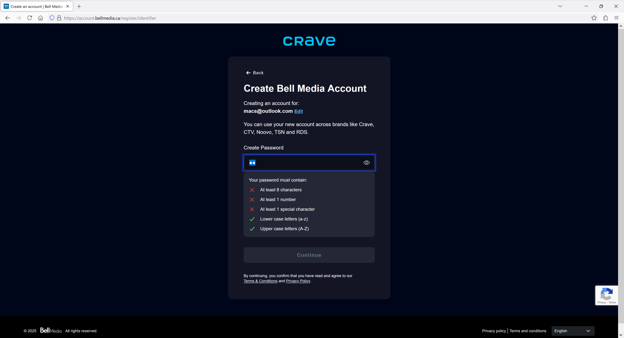 Create an account | Bell Media
https://account.bellmedia.ca/register/identifier
CRAVE
Back
Create Bell Media Account
Creating an account for:
macs@outlook.com Edit
You can use your new account across brands like Crave,
CTV, Noovo, TSN and RDS.
Create Password
Your password must contain:
At least 8 characters
At least 1 number
At least 1 special character
Lower case letters (a-z)
Upper case letters (A-Z)
Continue
By continuing, you confirm that you have read and agree to our
Terms & Conditions and Privacy Policy.
Privacy - Terms
© 2025 Bell Media All rights reserved.
Privacy policy | Terms and conditions
English